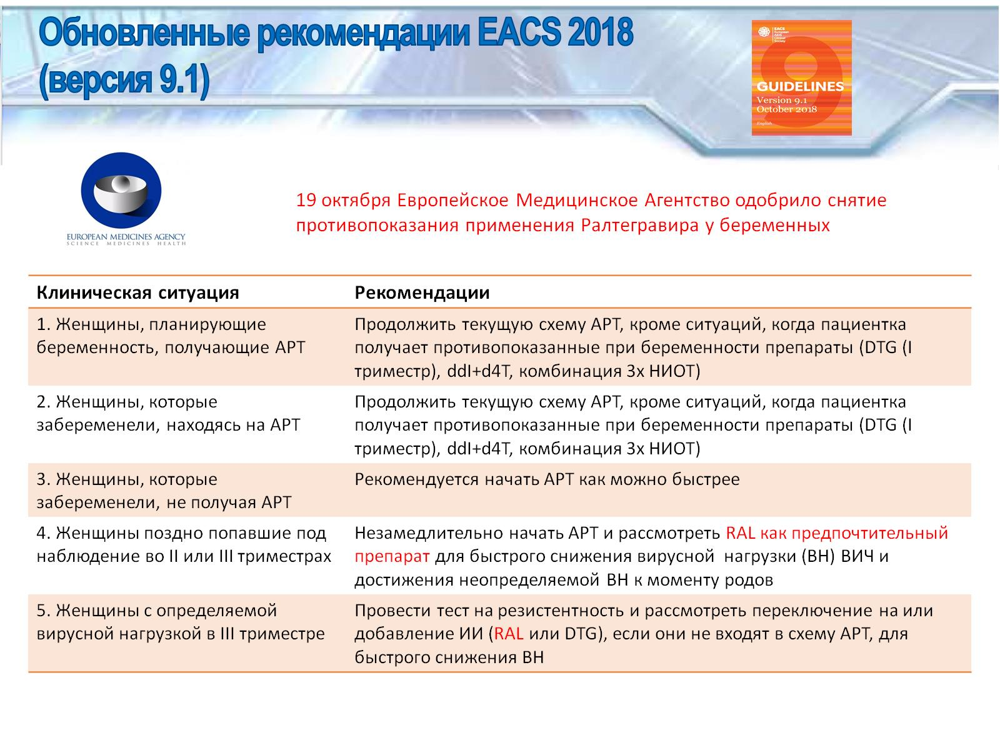 Обновленные рекомендации EACS 2018
(версия 9.1)
EACS
European
AIDS
Clinical
Society
GUIDELINES
Version 9.1
October 2018
English
EUROPEAN MEDICINES AGENCY
SCIENCE MEDICINES HEALTH
19 октября Европейское Медицинское Агентство одобрило снятие
противопоказания применения Ралтегравира у беременных
Клиническая ситуация
Рекомендации
1. Женщины, планирующие
беременность, получающие АРТ
Продолжить текущую схему АРТ, кроме ситуаций, когда пациентка
получает противопоказанные при беременности препараты (DTG (I
триместр), ddI+d4T, комбинация 3х НИОТ)
2. Женщины, которые
забеременели, находясь на АРТ
Продолжить текущую схему АРТ, кроме ситуаций, когда пациентка
получает противопоказанные при беременности препараты (DTG (I
триместр), ddI+d4T, комбинация 3х НИОТ)
3. Женщины, которые
забеременели, не получая АРТ
Рекомендуется начать АРТ как можно быстрее
4. Женщины поздно попавшие под
наблюдение во II или III триместрах
Незамедлительно начать АРТ и рассмотреть RAL как предпочтительный
препарат для быстрого снижения вирусной нагрузки (ВН) ВИЧ и
достижения неопределяемой ВН к моменту родов
5. Женщины с определяемой
вирусной нагрузкой в III триместре
Провести тест на резистентность и рассмотреть переключение на или
добавление ИИ (RAL или DTG), если они не входят в схему АРТ, для
быстрого снижения ВН